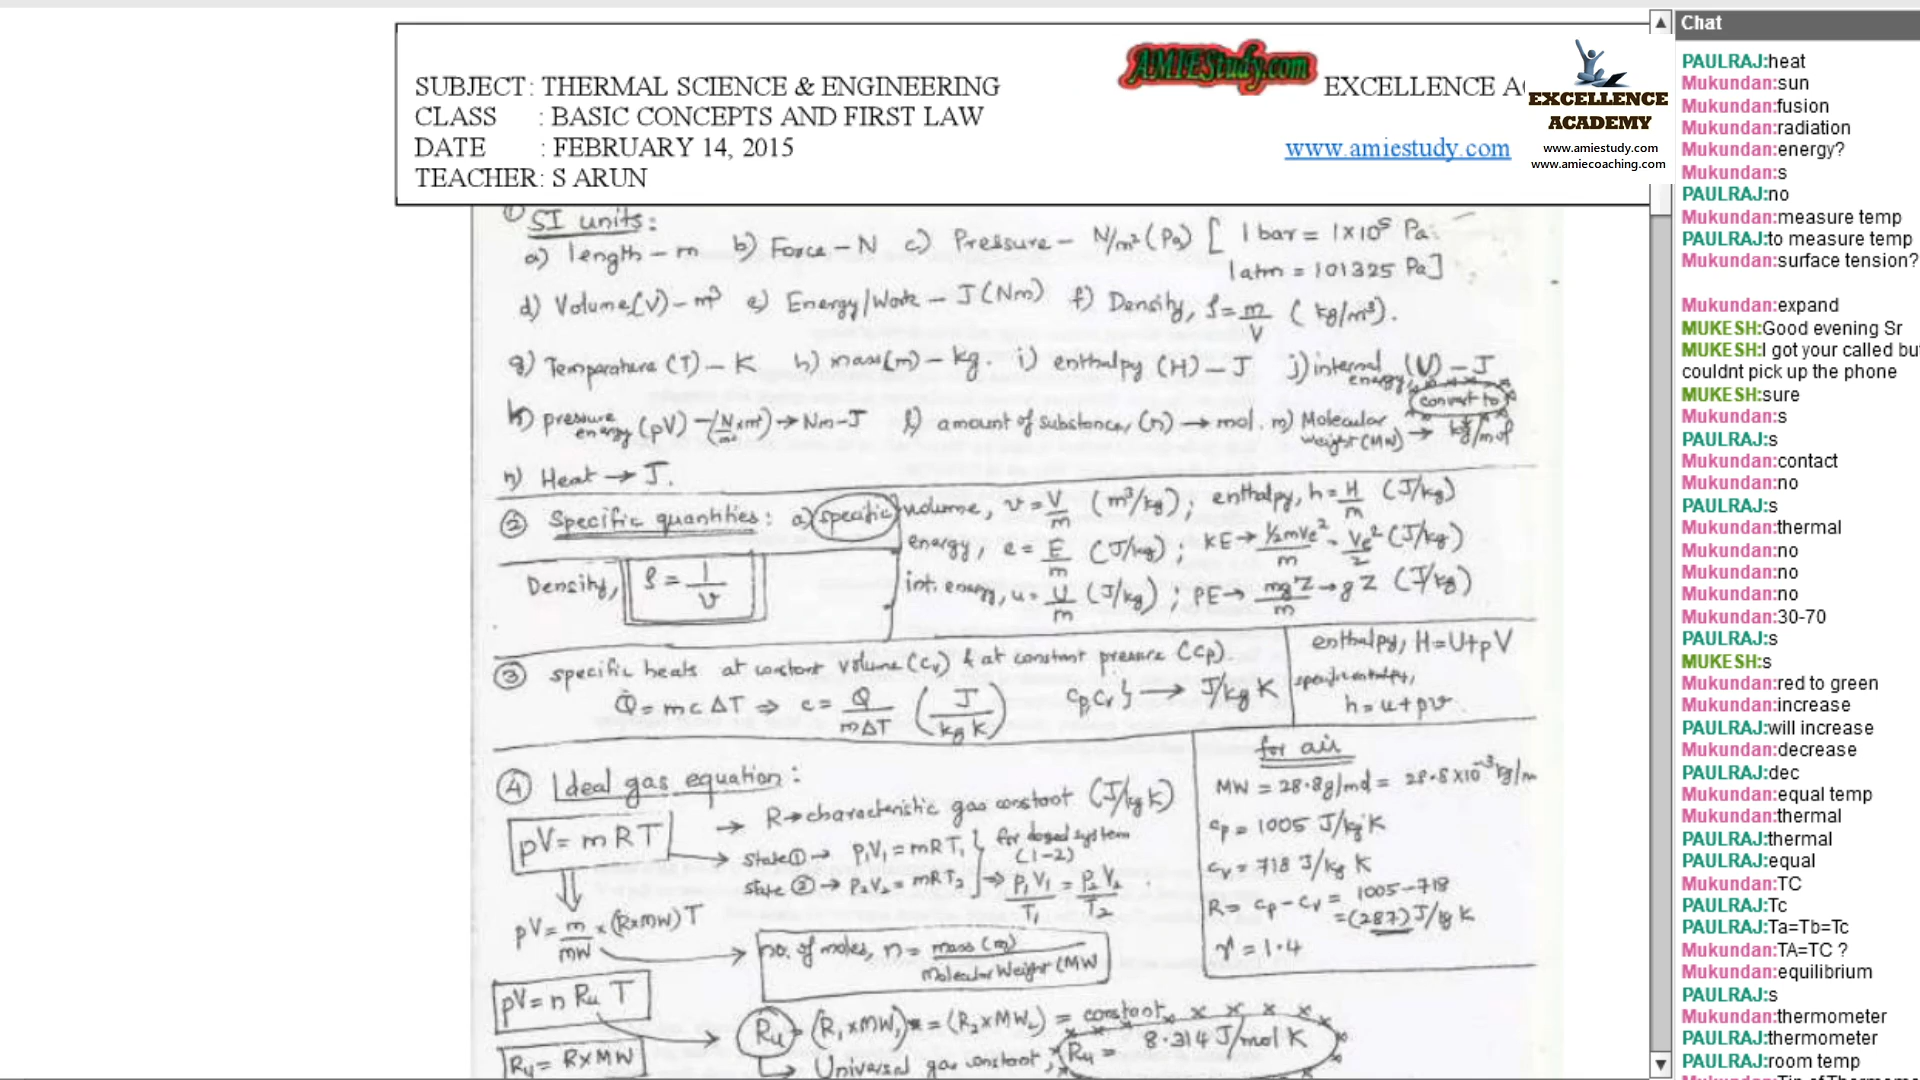 SUBJECT : THERMAL SCIENCE & ENGINEERING
CLASS : BASIC CONCEPTS AND FIRST LAW
DATE : FEBRUARY 14, 2015
TEACHER: S ARUN
AMIEStudy.com
EXCELLENCE
www.amiestudy.com
EXCELLENCE
ACADEMY
www.amiestudy.com
www.amiecoaching.com
① SI units:
a) length – m b) Force – N c) Pressure – N/m² (Pa) [ 1 bar = 1×10⁵ Pa.
1 atm = 101325 Pa]
d) Volume(V) – m³ e) Energy/Work – J (Nm) f) Density, ρ = m/V (kg/m³).
g) Temperature (T) – K h) mass(m) – kg. i) enthalpy (H) – J j) internal energy (U) – J
k) pressure energy (pV) – (N/m² × m³) → Nm – J l) amount of substance, (n) → mol. m) Molecular Weight (MW) → kg/mol
convert to
n) Heat → J.
② Specific quantities: a) specific volume, v = V/m (m³/kg) ; enthalpy, h = H/m (J/kg)
energy, e = E/m (J/kg) ; KE → ½mVe²/m = Ve²/2 (J/kg)
Density, ρ = 1/v
int. energy, u = U/m (J/kg) ; PE → mgZ/m → gZ (J/kg)
③ specific heats at constant volume (Cv) & at constant pressure (Cp).
Q = mcΔT ⇒ c = Q/mΔT (J/kg K) Cp, Cv } → J/kg K
enthalpy, H = U+pV
specific enthalpy,
h = u+pv
④ Ideal gas equation:
pV = mRT
→ R → characteristic gas constant (J/kg K)
→ state ① → P₁V₁ = mRT₁ } for closed system
(1-2)
state ② → P₂V₂ = mRT₂ ⇒ P₁V₁/T₁ = P₂V₂/T₂
pV = m/MW × (R×MW) T
no. of moles, n = mass (m)/Molecular Weight (MW
pV = n Ru T
Ru = R×MW
Ru = (R₁×MW₁) = (R₂×MW₂) = constant
Universal gas constant, Ru = 8.314 J/mol K
for air
MW = 28.8g/mol = 28.8×10⁻³ kg/m
Cp = 1005 J/kg K
Cv = 718 J/kg K
R = Cp – Cv = 1005–718
= (287) J/kg K
γ = 1.4
Chat
PAULRAJ:heat
Mukundan:sun
Mukundan:fusion
Mukundan:radiation
Mukundan:energy?
Mukundan:s
PAULRAJ:no
Mukundan:measure temp
PAULRAJ:to measure temp
Mukundan:surface tension?
Mukundan:expand
MUKESH:Good evening Sr
MUKESH:I got your called bu
couldnt pick up the phone
MUKESH:sure
Mukundan:s
PAULRAJ:s
Mukundan:contact
Mukundan:no
PAULRAJ:s
Mukundan:thermal
Mukundan:no
Mukundan:no
Mukundan:no
Mukundan:30-70
PAULRAJ:s
MUKESH:s
Mukundan:red to green
Mukundan:increase
PAULRAJ:will increase
Mukundan:decrease
PAULRAJ:dec
Mukundan:equal temp
Mukundan:thermal
PAULRAJ:thermal
PAULRAJ:equal
Mukundan:TC
PAULRAJ:Tc
PAULRAJ:Ta=Tb=Tc
Mukundan:TA=TC ?
Mukundan:equilibrium
PAULRAJ:s
Mukundan:thermometer
PAULRAJ:thermometer
PAULRAJ:room temp